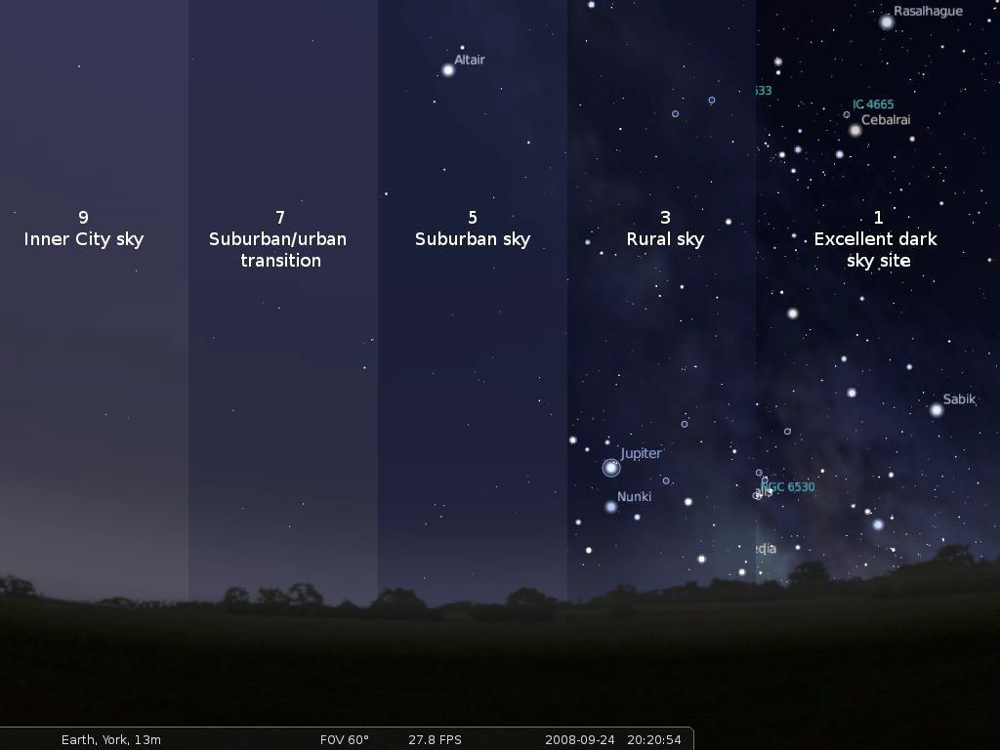 Rasalhague
Altair
633
IC 4665
Cebalrai
9
Inner City sky
7
Suburban/urban
transition
5
Suburban sky
3
Rural sky
1
Excellent dark
sky site
Sabik
Jupiter
NGC 6530
Nunki
edia
Earth, York, 13m FOV 60° 27.8 FPS 2008-09-24 20:20:54